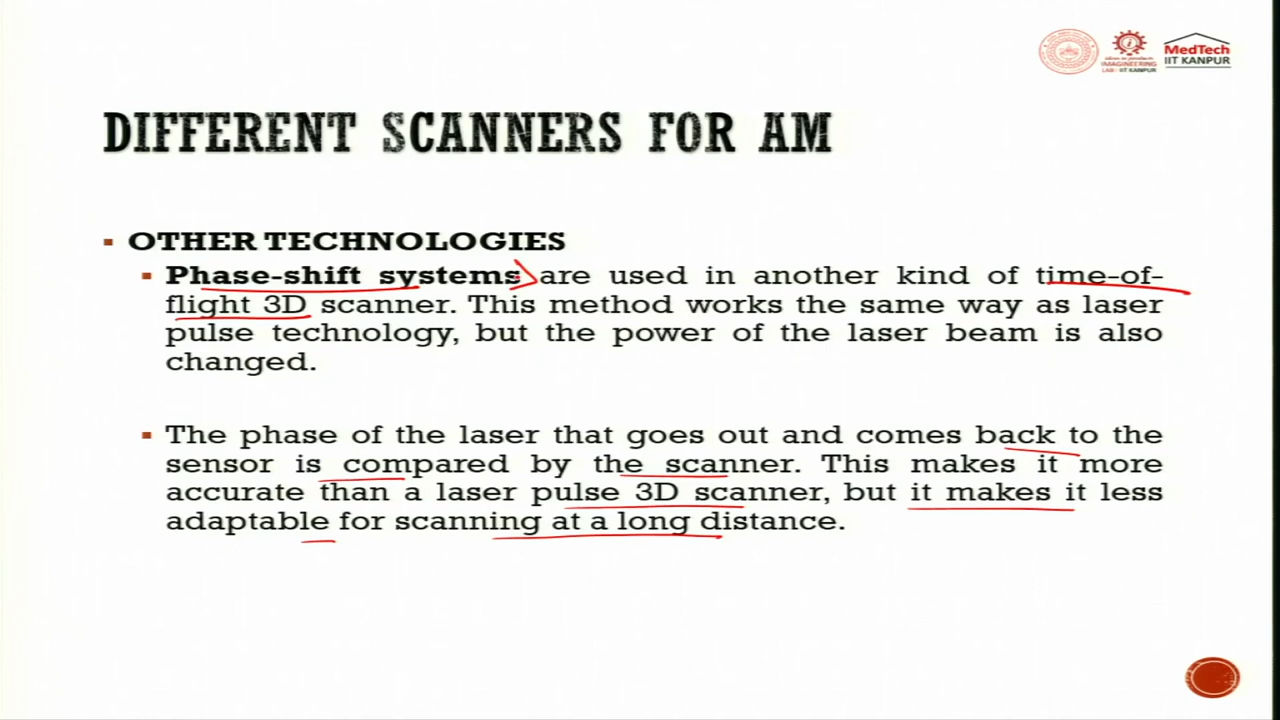 MedTech
IIT KANPUR
IMAGINEERING
LAB IIT KANPUR
DIFFERENT SCANNERS FOR AM
OTHER TECHNOLOGIES
Phase-shift systems are used in another kind of time-of-
flight 3D scanner. This method works the same way as laser
pulse technology, but the power of the laser beam is also
changed.
The phase of the laser that goes out and comes back to the
sensor is compared by the scanner. This makes it more
accurate than a laser pulse 3D scanner, but it makes it less
adaptable for scanning at a long distance.